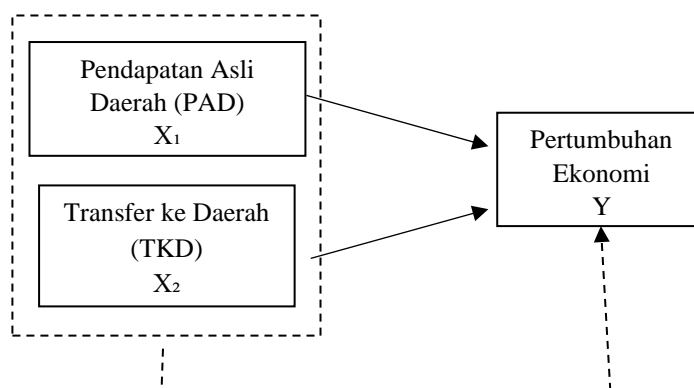 Pendapatan Asli
Daerah (PAD)
X₁
Pertumbuhan
Ekonomi
Y
Transfer ke Daerah
(TKD)
X₂